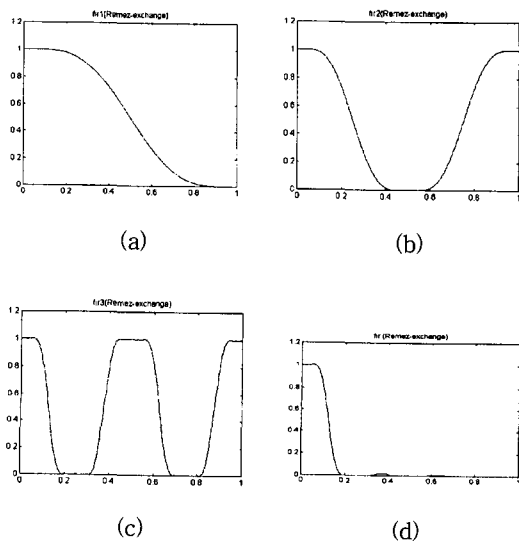 fir1(Remez-exchange)
1.2
1
0.8
0.6
0.4
0.2
0
0 0.2 0.4 0.6 0.8 1
(a)
fir2(Remez-exchange)
1.2
1
0.8
0.6
0.4
0.2
0
0 0.2 0.4 0.6 0.8 1
(b)
fir3(Remez-exchange)
1.2
1
0.8
0.6
0.4
0.2
0
0 0.2 0.4 0.6 0.8 1
(c)
fir (Remez-exchange)
1.2
1
0.8
0.6
0.4
0.2
0
0 0.2 0.4 0.6 0.8 1
(d)